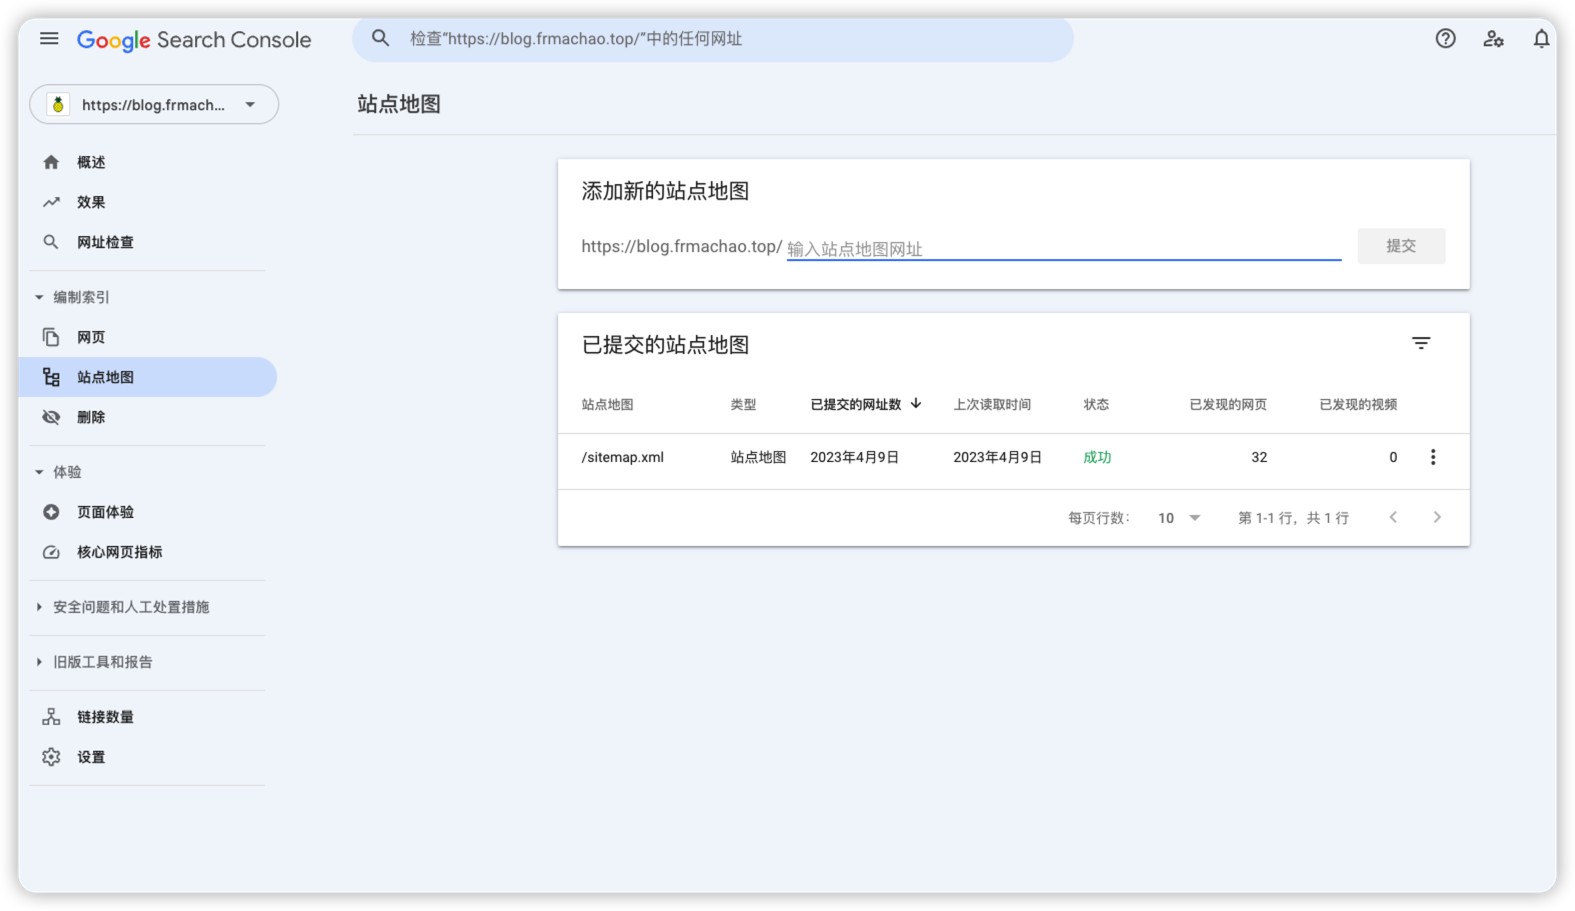 Google Search Console
检查“https://blog.frmachao.top/”中的任何网址
https://blog.frmach...
站点地图
概述
效果
网址检查
编制索引
网页
站点地图
删除
体验
页面体验
核心网页指标
安全问题和人工处置措施
旧版工具和报告
链接数量
设置
添加新的站点地图
https://blog.frmachao.top/ 输入站点地图网址 提交
已提交的站点地图
站点地图 类型 已提交的网址数 上次读取时间 状态 已发现的网页 已发现的视频
/sitemap.xml 站点地图 2023年4月9日 2023年4月9日 成功 32 0
每页行数： 10 第 1-1 行，共 1 行